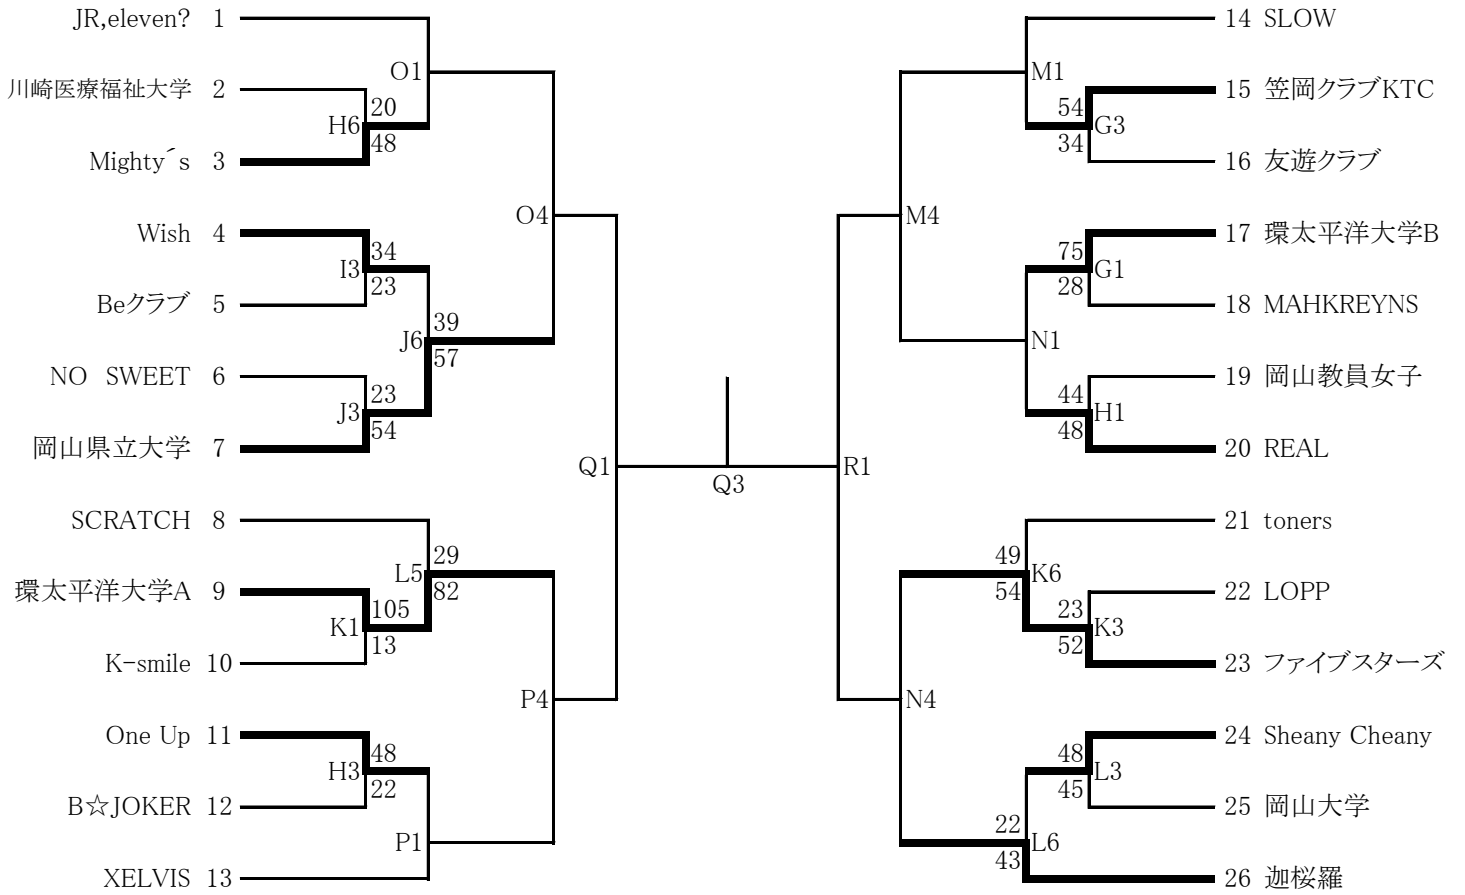 JR,eleven? 1
14 SLOW
O1
M1
川崎医療福祉大学 2
15 笠岡クラブKTC
20
54
H6
G3
48
34
Mighty´s 3
16 友遊クラブ
O4
M4
Wish 4
17 環太平洋大学B
34
75
I3
G1
23
28
Beクラブ 5
18 MAHKREYNS
39
J6
N1
57
NO SWEET 6
19 岡山教員女子
23
44
J3
H1
54
48
岡山県立大学 7
20 REAL
Q1
R1
Q3
SCRATCH 8
21 toners
29
49
L5
K6
82
54
環太平洋大学A 9
22 LOPP
105
23
K1
K3
13
52
K-smile 10
23 ファイブスターズ
P4
N4
One Up 11
24 Sheany Cheany
48
48
H3
L3
22
45
B☆JOKER 12
25 岡山大学
22
P1
L6
43
XELVIS 13
26 迦桜羅